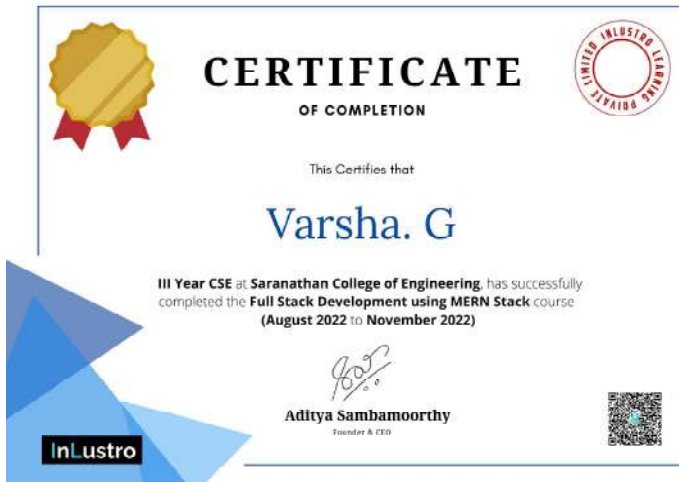 CERTIFICATE
OF COMPLETION
INLUSTRO LEARNING PRIVATE LIMITED
This Certifies that
Varsha. G
III Year CSE at Saranathan College of Engineering, has successfully
completed the Full Stack Development using MERN Stack course
(August 2022 to November 2022)
Aditya Sambamoorthy
Founder & CEO
InLustro